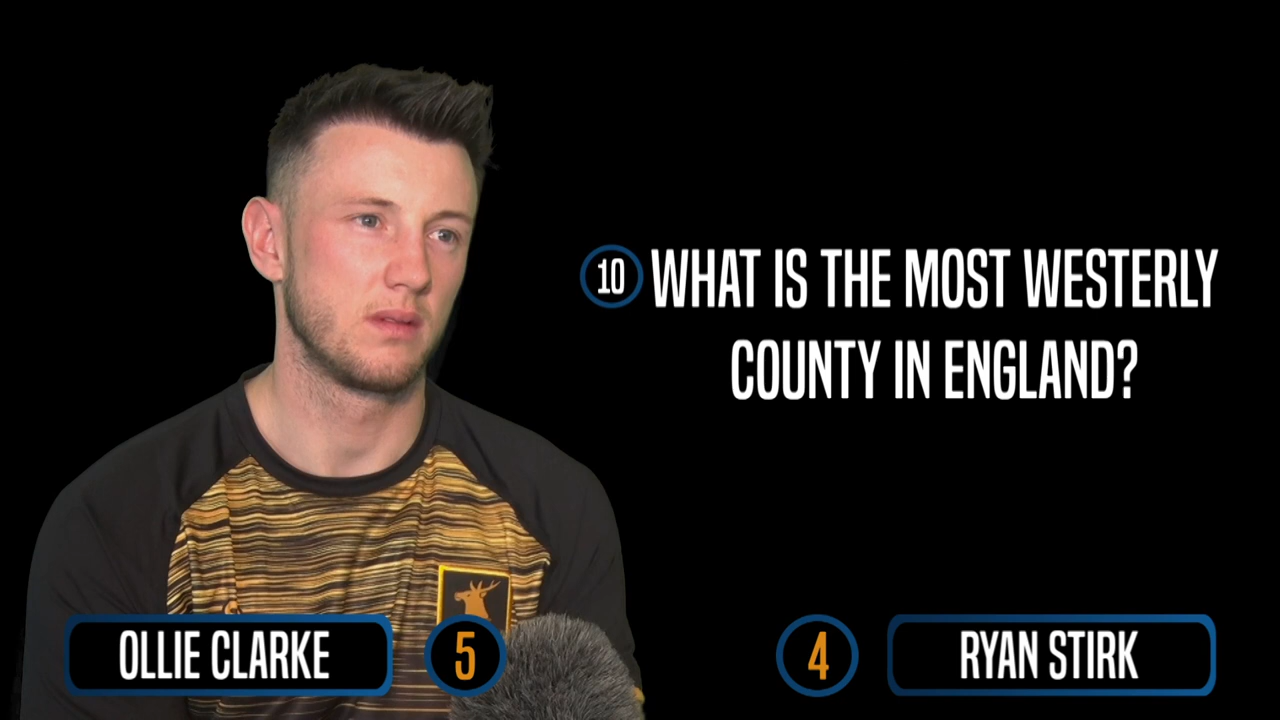 10 WHAT IS THE MOST WESTERLY
COUNTY IN ENGLAND?
OLLIE CLARKE 5
4 RYAN STIRK